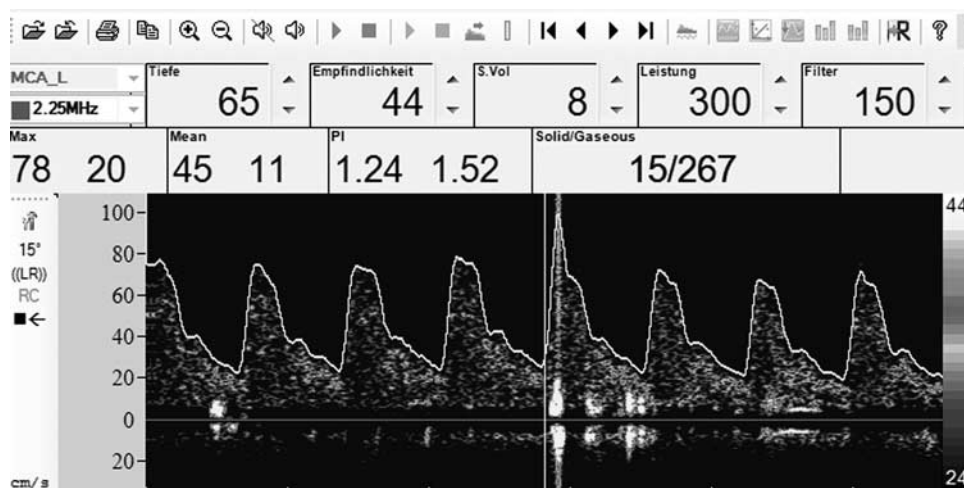 R ?
MCA_L Tiefe Empfindlichkeit S.Vol Leistung Filter
2.25MHz 65 44 8 300 150
Max Mean PI Solid/Gaseous
78 20 45 11 1.24 1.52 15/267
100 44
15°
80
((LR))
RC
60
40
20
0
20
cm/s 24